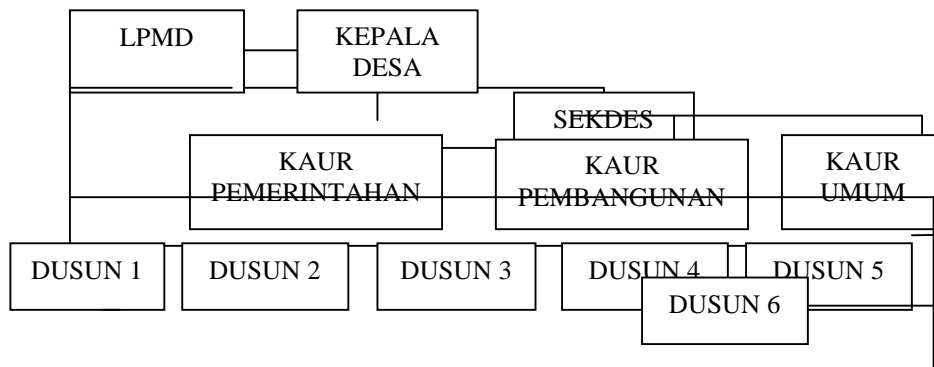 LPMD
KEPALA
DESA
SEKDES
KAUR
PEMERINTAHAN
KAUR
PEMBANGUNAN
KAUR
UMUM
DUSUN 1
DUSUN 2
DUSUN 3
DUSUN 4
DUSUN 5
DUSUN 6